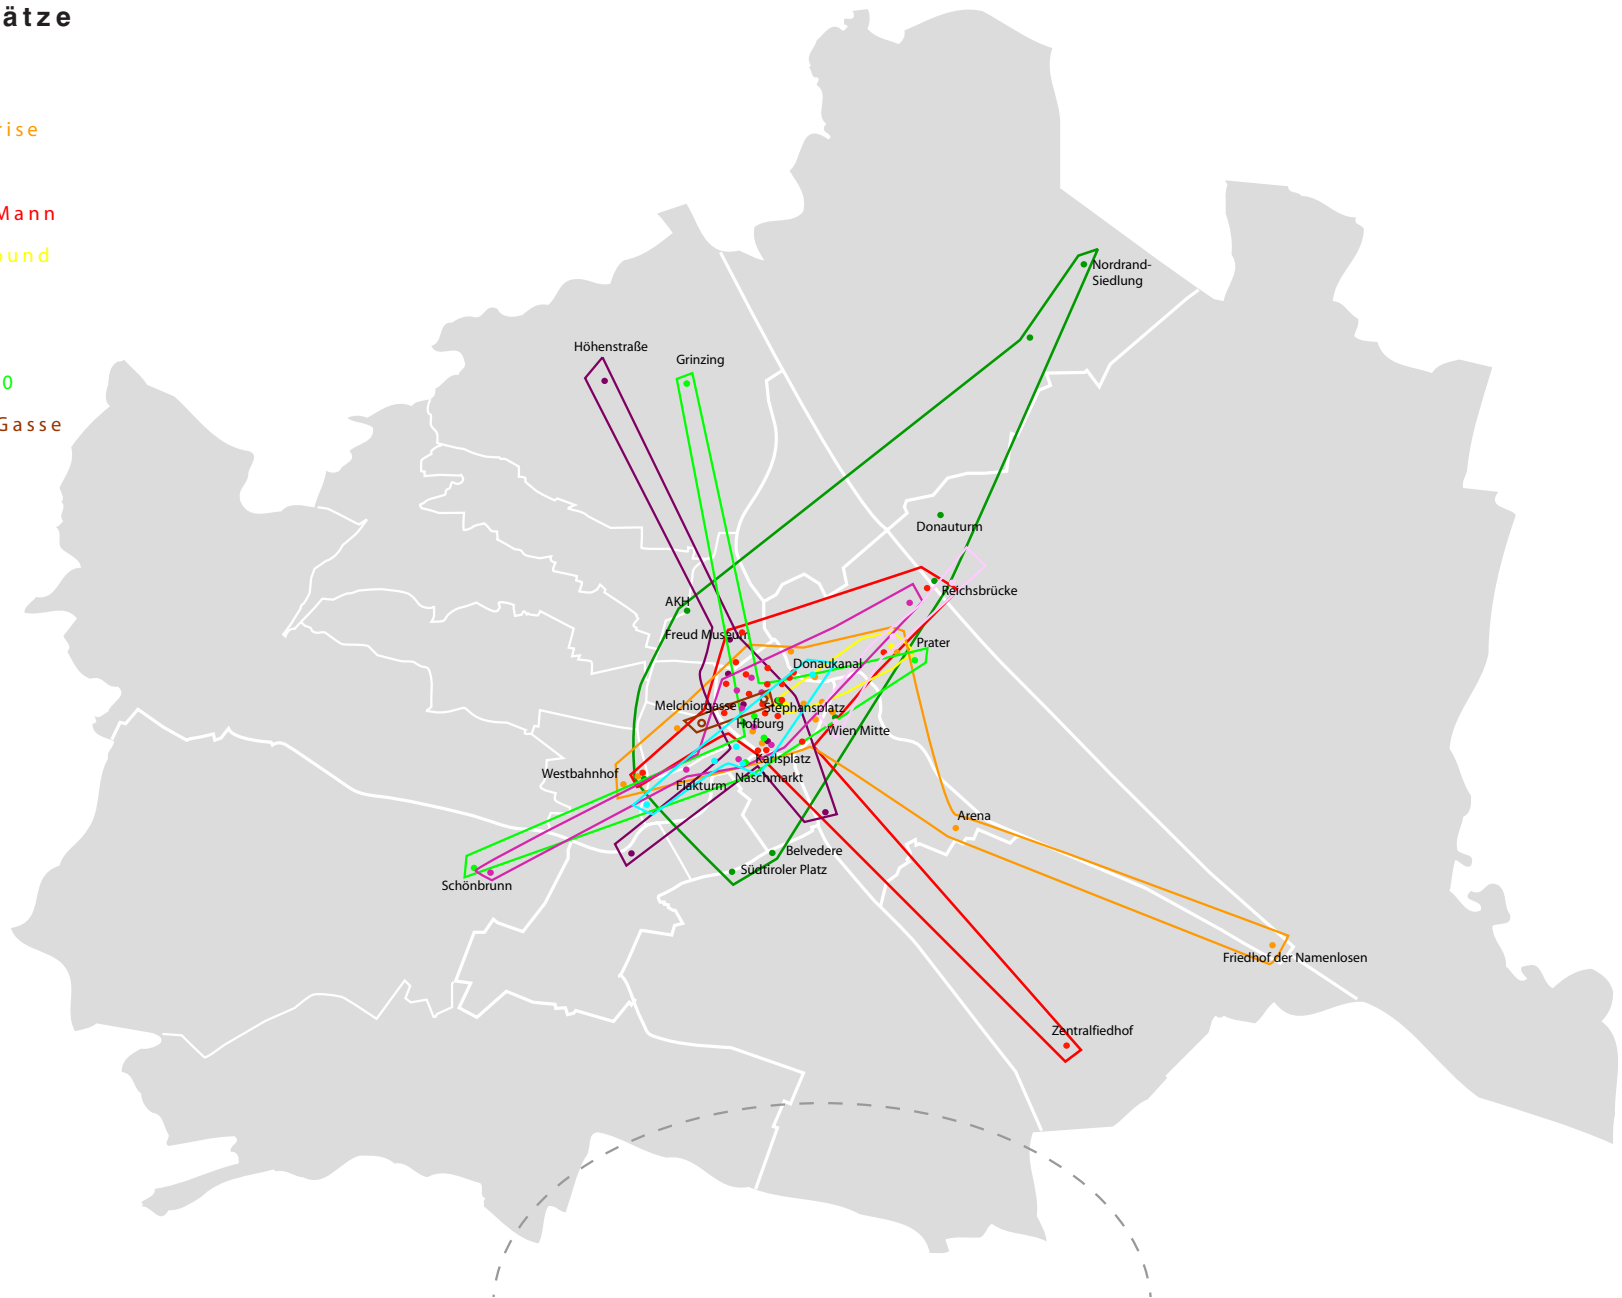 ätze
rise
Mann
und
0
Gasse
Nordrand-
Siedlung
Höhenstraße
Grinzing
Donauturm
Reichsbrücke
AKH
Freud Museum
Prater
Donaukanal
Melchiorgasse
Stephansplatz
Hofburg
Wien Mitte
Karlsplatz
Westbahnhof
Naschmarkt
Flakturm
Arena
Belvedere
Südtiroler Platz
Schönbrunn
Friedhof der Namenlosen
Zentralfiedhof